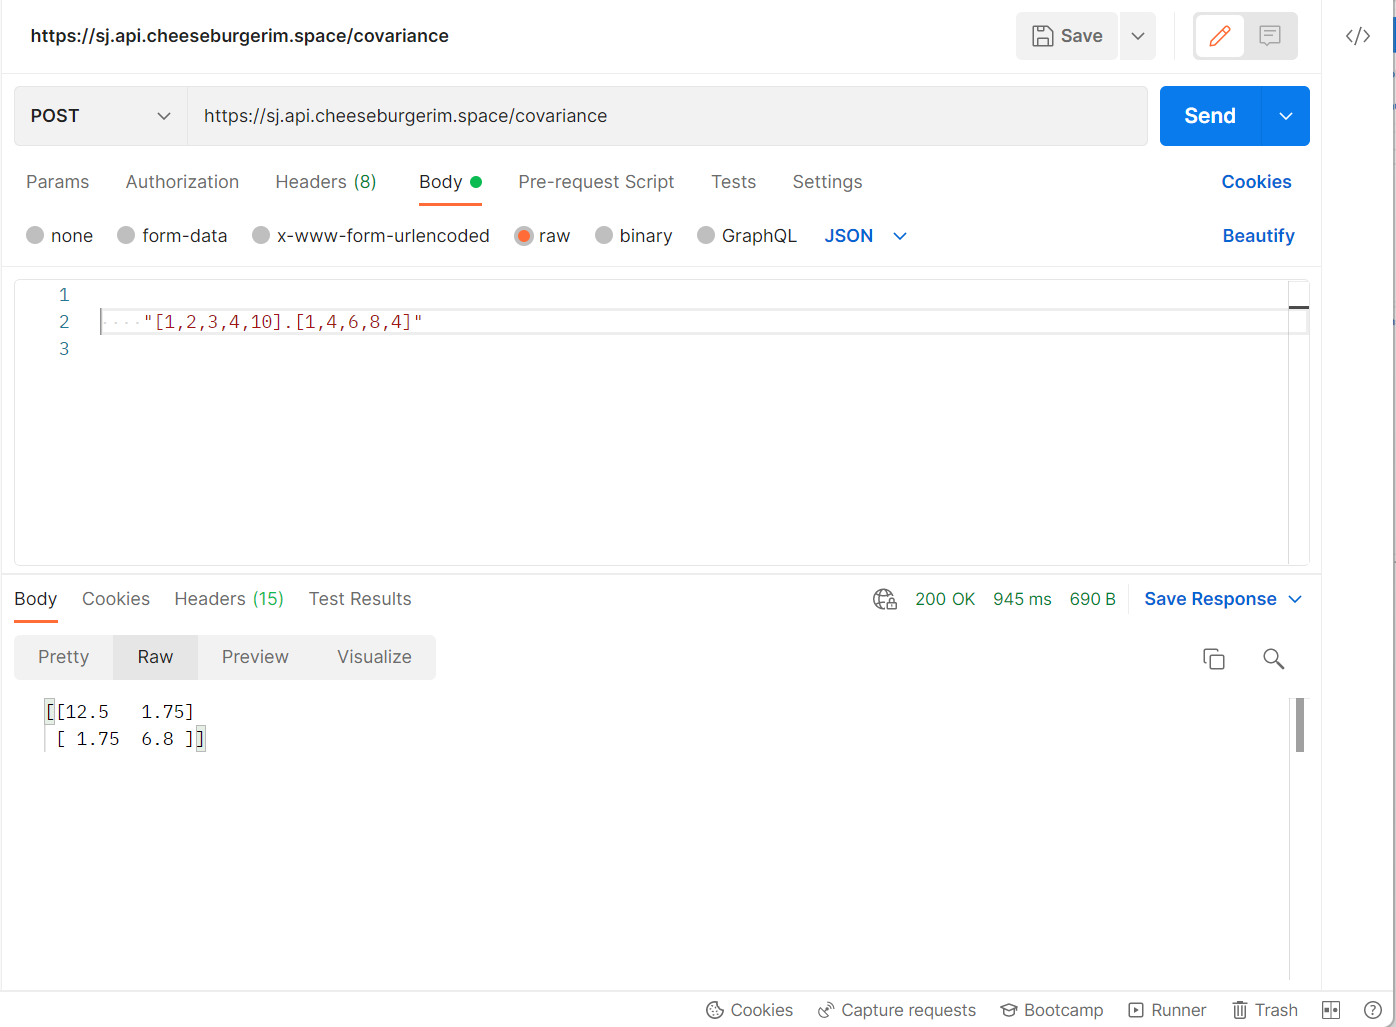 https://sj.api.cheeseburgerim.space/covariance
Save
POST
https://sj.api.cheeseburgerim.space/covariance
Send
Params Authorization Headers (8) Body Pre-request Script Tests Settings Cookies
none form-data x-www-form-urlencoded raw binary GraphQL JSON Beautify
1
2 "[1,2,3,4,10].[1,4,6,8,4]"
3
Body Cookies Headers (15) Test Results 200 OK 945 ms 690 B Save Response
Pretty Raw Preview Visualize
[[12.5 1.75]
[ 1.75 6.8 ]]
Cookies Capture requests Bootcamp Runner Trash